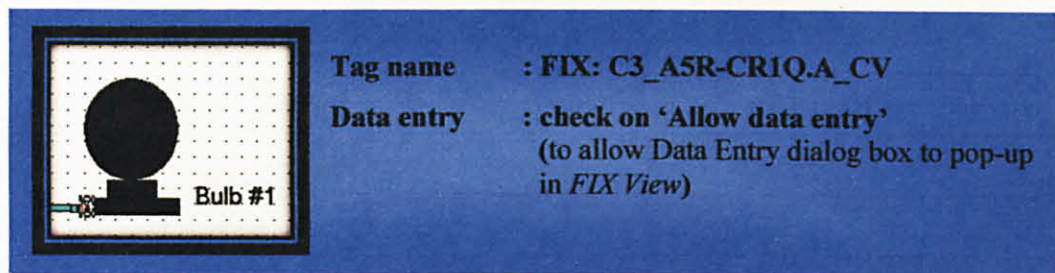 Tag name : FIX: C3_A5R-CR1Q.A_CV
Data entry : check on ‘Allow data entry’
(to allow Data Entry dialog box to pop-up
in FIX View)
Bulb #1